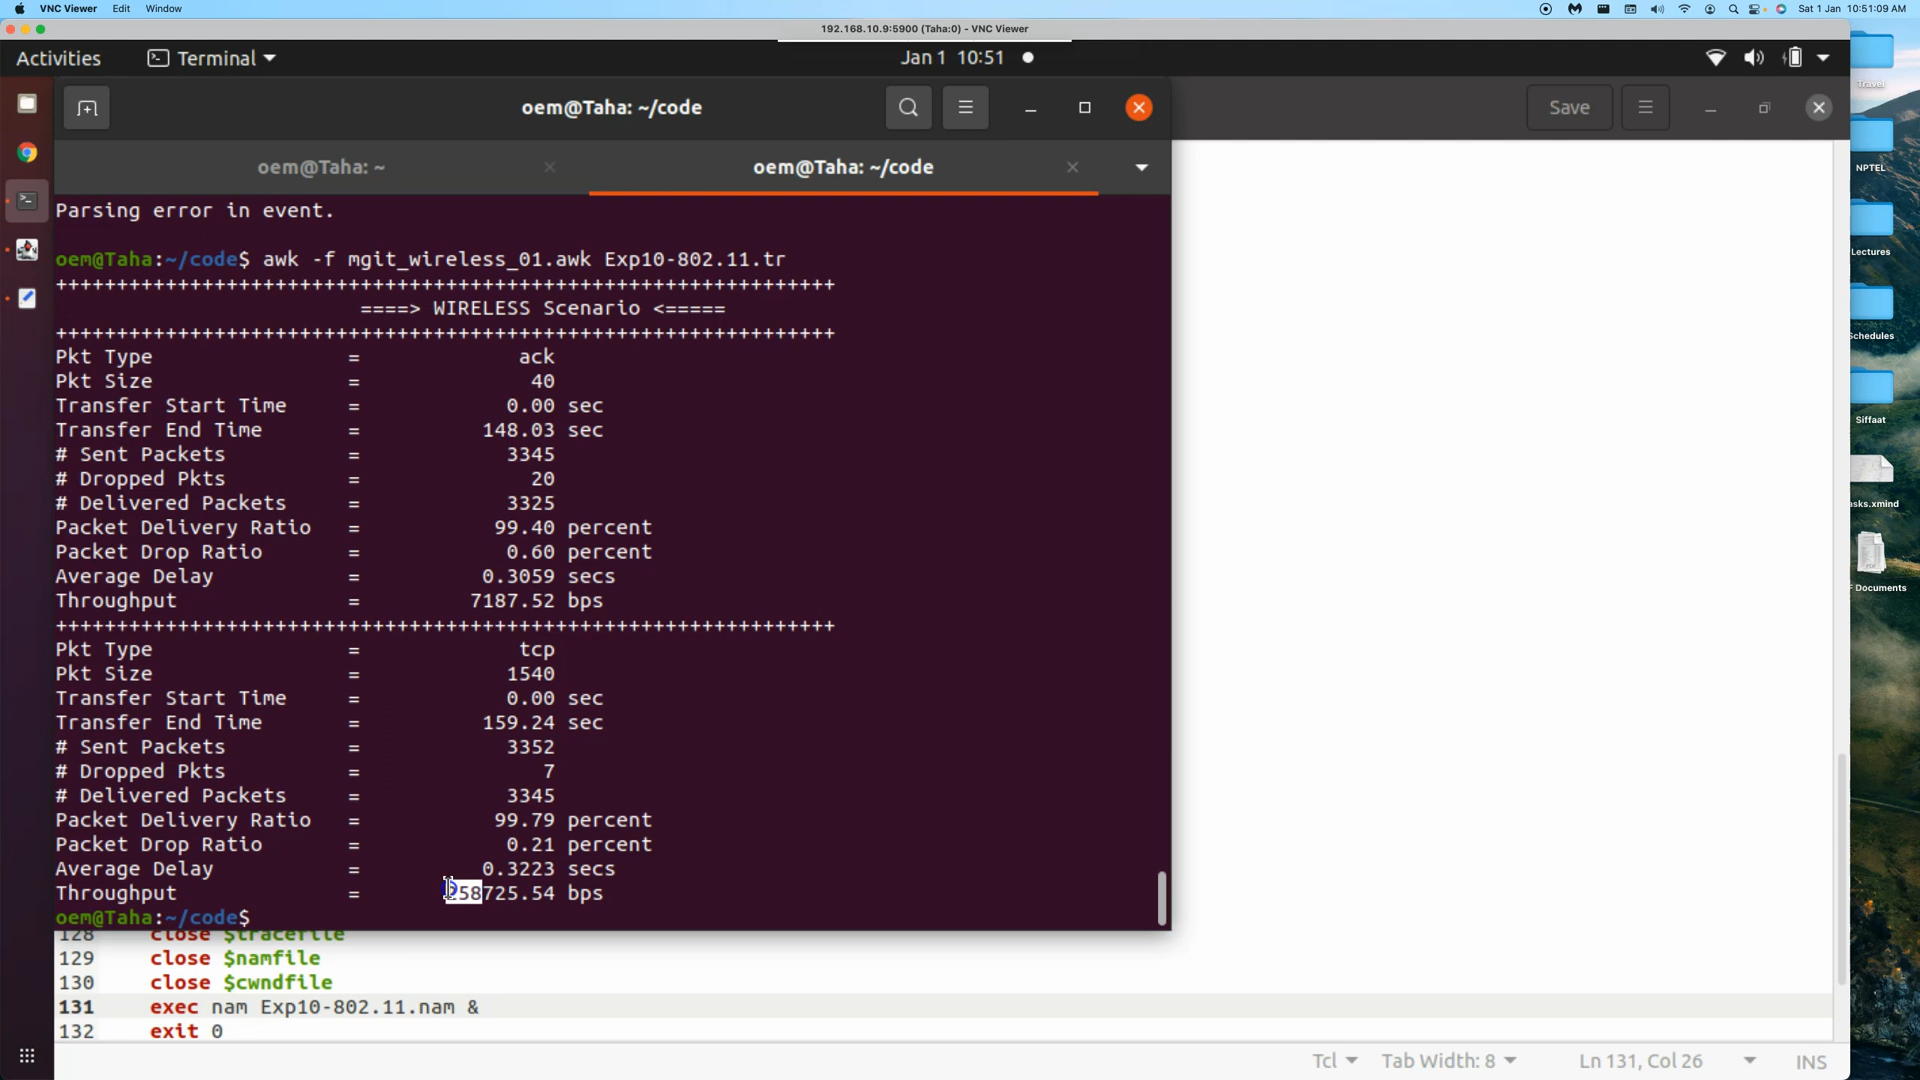 VNC Viewer Edit Window
Sat 1 Jan 10:51:09 AM
192.168.10.9:5900 (Taha:0) - VNC Viewer
Activities Terminal
Jan 1 10:51
oem@Taha: ~/code
Save
oem@Taha: ~
oem@Taha: ~/code
Parsing error in event.
oem@Taha:~/code$ awk -f mgit_wireless_01.awk Exp10-802.11.tr
++++++++++++++++++++++++++++++++++++++++++++++++++++++++++++++++
====> WIRELESS Scenario <=====
++++++++++++++++++++++++++++++++++++++++++++++++++++++++++++++++
Pkt Type = ack
Pkt Size = 40
Transfer Start Time = 0.00 sec
Transfer End Time = 148.03 sec
# Sent Packets = 3345
# Dropped Pkts = 20
# Delivered Packets = 3325
Packet Delivery Ratio = 99.40 percent
Packet Drop Ratio = 0.60 percent
Average Delay = 0.3059 secs
Throughput = 7187.52 bps
++++++++++++++++++++++++++++++++++++++++++++++++++++++++++++++++
Pkt Type = tcp
Pkt Size = 1540
Transfer Start Time = 0.00 sec
Transfer End Time = 159.24 sec
# Sent Packets = 3352
# Dropped Pkts = 7
# Delivered Packets = 3345
Packet Delivery Ratio = 99.79 percent
Packet Drop Ratio = 0.21 percent
Average Delay = 0.3223 secs
Throughput = 258725.54 bps
oem@Taha:~/code$
128 close $tracefile
129 close $namfile
130 close $cwndfile
131 exec nam Exp10-802.11.nam &
132 exit 0
Tcl Tab Width: 8 Ln 131, Col 26 INS
Travel
NPTEL
Lectures
Schedules
Siffaat
sks.xmind
PDF
Documents